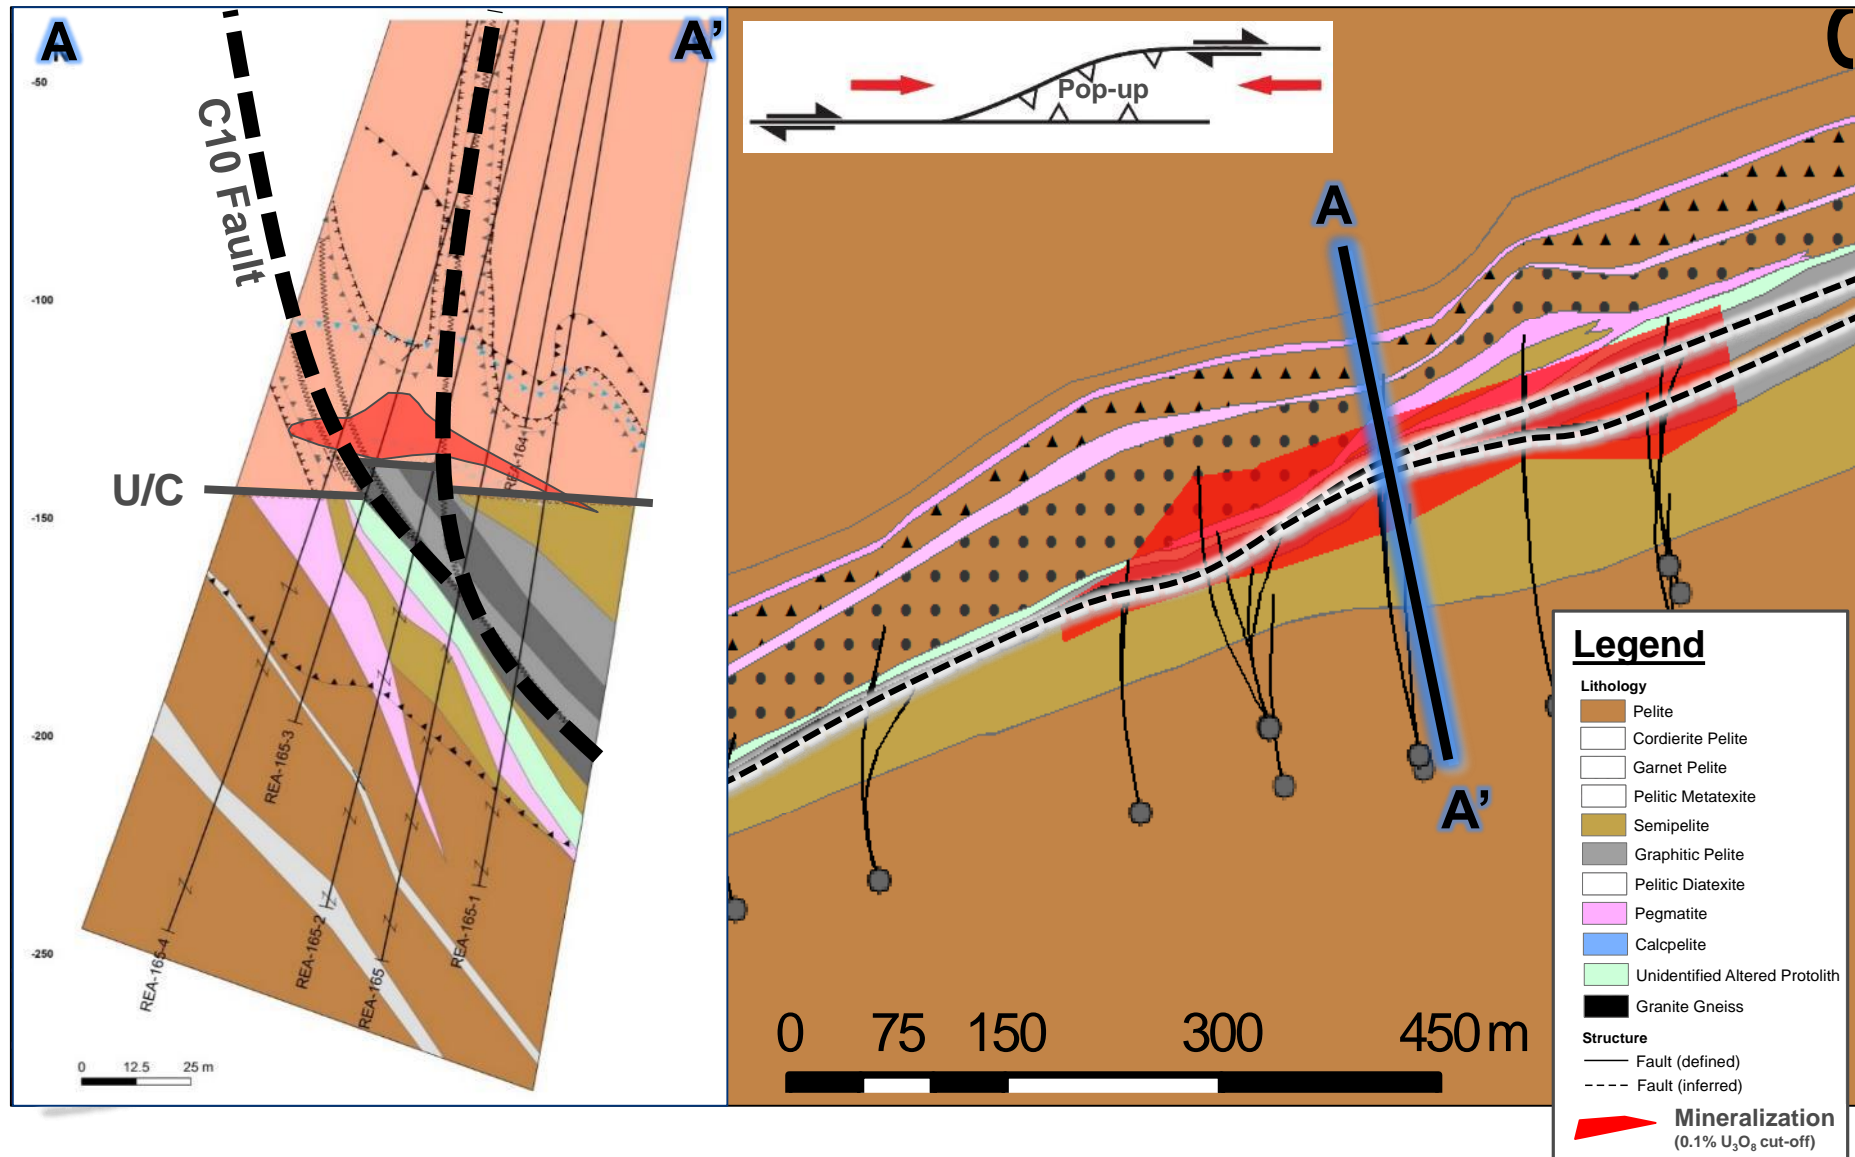 A
A'
-50
-100
-150
-200
-250
C10 Fault
U/C
REA-164
REA-165-3
REA-165-4
REA-165-2
REA-165
REA-165-1
0 12.5 25 m
Pop-up
A
A'
0 75 150 300 450 m
Legend
Lithology
Pelite
Cordierite Pelite
Garnet Pelite
Pelitic Metatexite
Semipelite
Graphitic Pelite
Pelitic Diatexite
Pegmatite
Calcpelite
Unidentified Altered Protolith
Granite Gneiss
Structure
Fault (defined)
Fault (inferred)
Mineralization
(0.1% U₃O₈ cut-off)